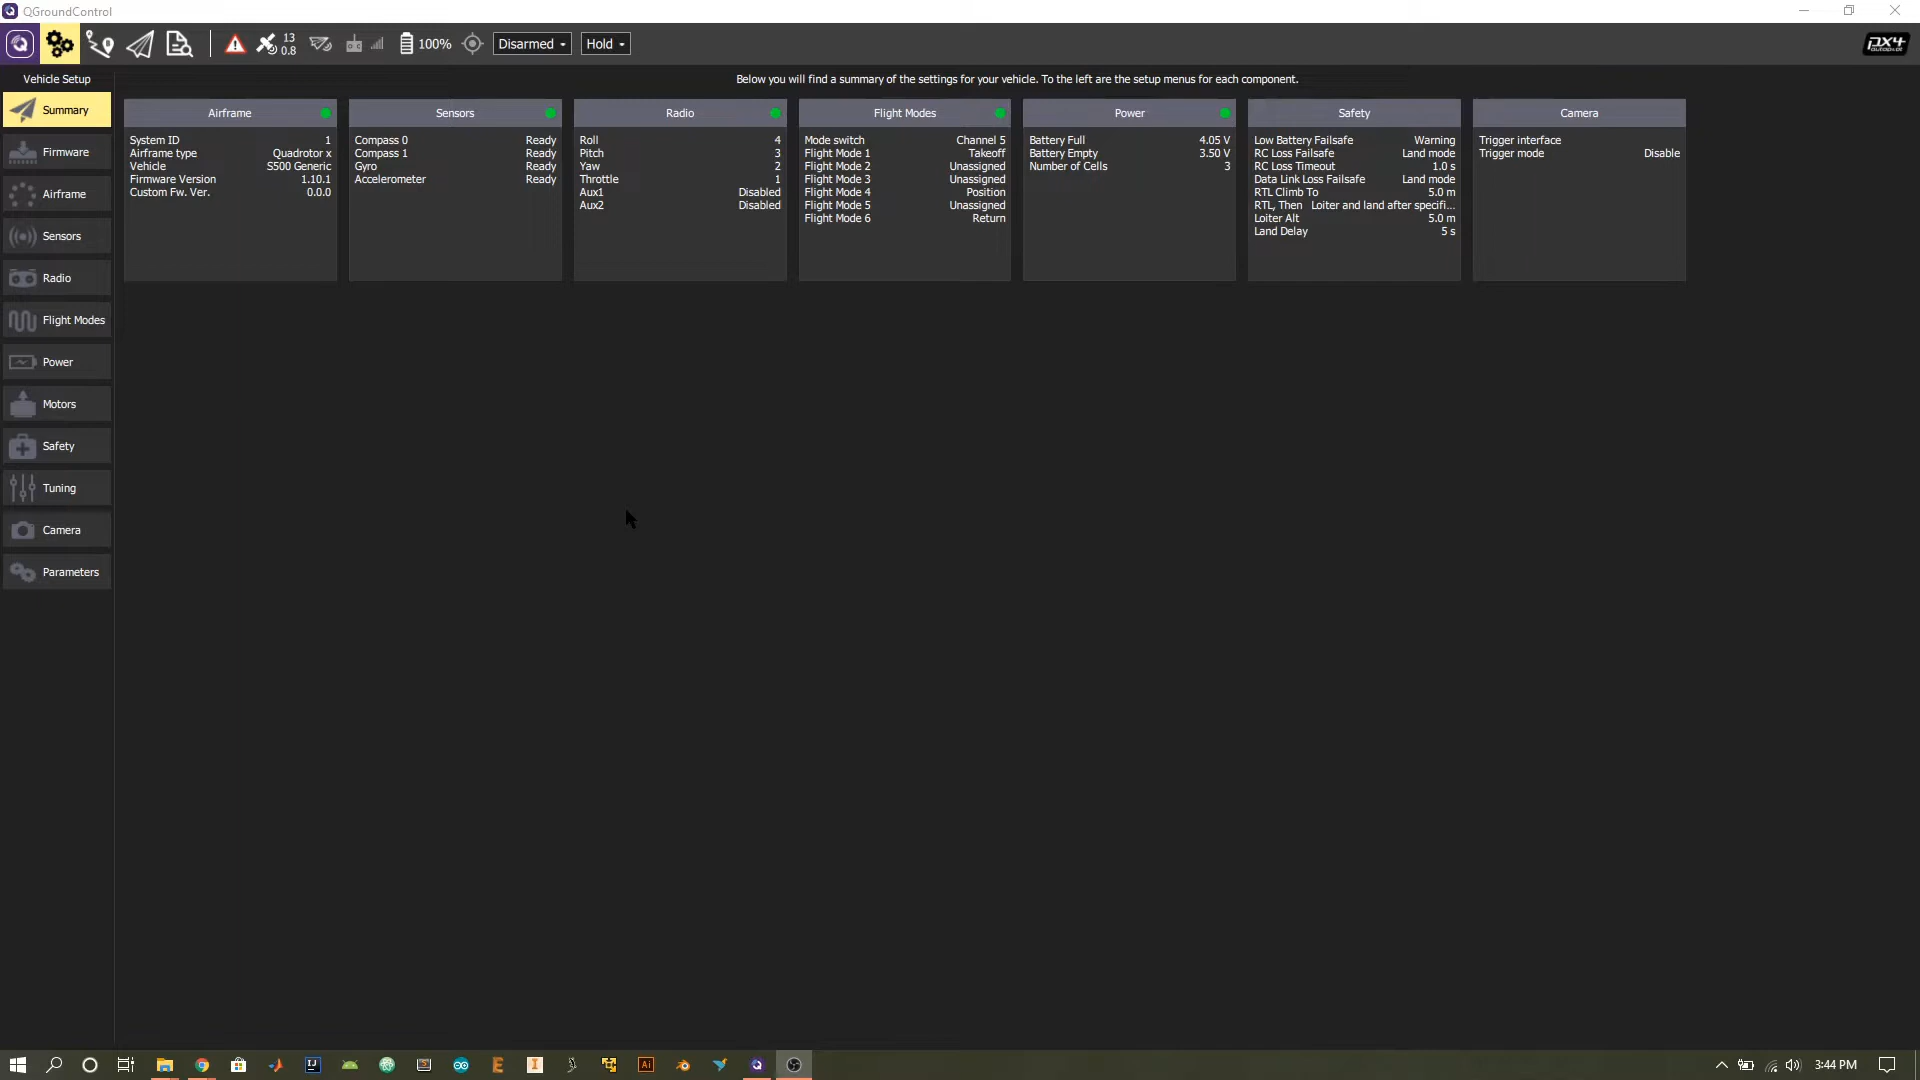 QGroundControl
13
0.8
100%
Disarmed
Hold
PX4
autopilot
Vehicle Setup
Below you will find a summary of the settings for your vehicle. To the left are the setup menus for each component.
Summary
Firmware
Airframe
Sensors
Radio
Flight Modes
Power
Motors
Safety
Tuning
Camera
Parameters
Airframe
System ID 1
Airframe type Quadrotor x
Vehicle S500 Generic
Firmware Version 1.10.1
Custom Fw. Ver. 0.0.0
Sensors
Compass 0 Ready
Compass 1 Ready
Gyro Ready
Accelerometer Ready
Radio
Roll 4
Pitch 3
Yaw 2
Throttle 1
Aux1 Disabled
Aux2 Disabled
Flight Modes
Mode switch Channel 5
Flight Mode 1 Takeoff
Flight Mode 2 Unassigned
Flight Mode 3 Unassigned
Flight Mode 4 Position
Flight Mode 5 Unassigned
Flight Mode 6 Return
Power
Battery Full 4.05 V
Battery Empty 3.50 V
Number of Cells 3
Safety
Low Battery Failsafe Warning
RC Loss Failsafe Land mode
RC Loss Timeout 1.0 s
Data Link Loss Failsafe Land mode
RTL Climb To 5.0 m
RTL, Then Loiter and land after specifi...
Loiter Alt 5.0 m
Land Delay 5 s
Camera
Trigger interface
Trigger mode Disable
IJ
E
I
Ai
3:44 PM